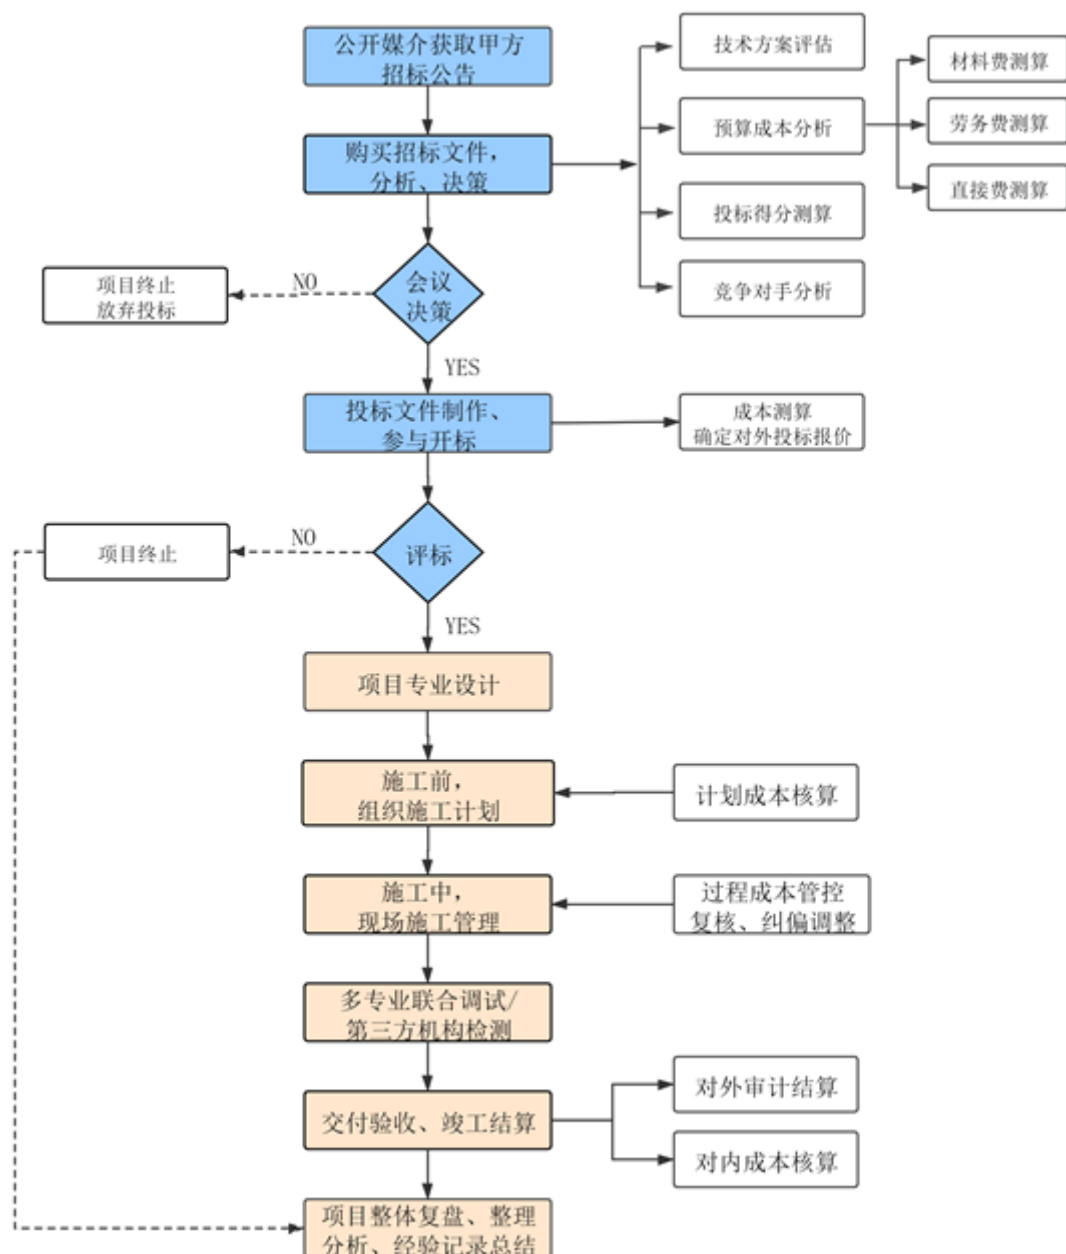 公开媒介获取甲方
招标公告
技术方案评估
材料费测算
购买招标文件，
分析、决策
预算成本分析
劳务费测算
投标得分测算
直接费测算
竞争对手分析
会议
决策
NO
项目终止
放弃投标
YES
投标文件制作、
参与开标
成本测算
确定对外投标报价
评标
NO
项目终止
YES
项目专业设计
施工前，
组织施工计划
计划成本核算
施工中，
现场施工管理
过程成本管控
复核、纠偏调整
多专业联合调试/
第三方机构检测
交付验收、竣工结算
对外审计结算
对内成本核算
项目整体复盘、整理
分析、经验记录总结